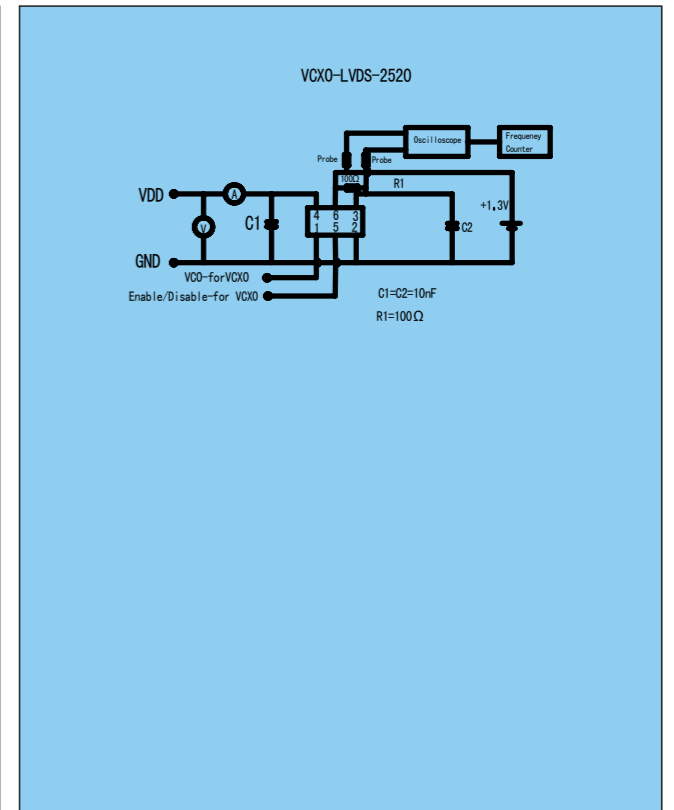 VCXO-LVDS-2520
Oscilloscope
Frequeney
Counter
Probe
Probe
100Ω
R1
VDD
A
+1,3V
4 6 3
C1
V
1 5 2
C2
GND
VCO-forVCXO
Enable/Disable-for VCXO
C1=C2=10nF
R1=100Ω